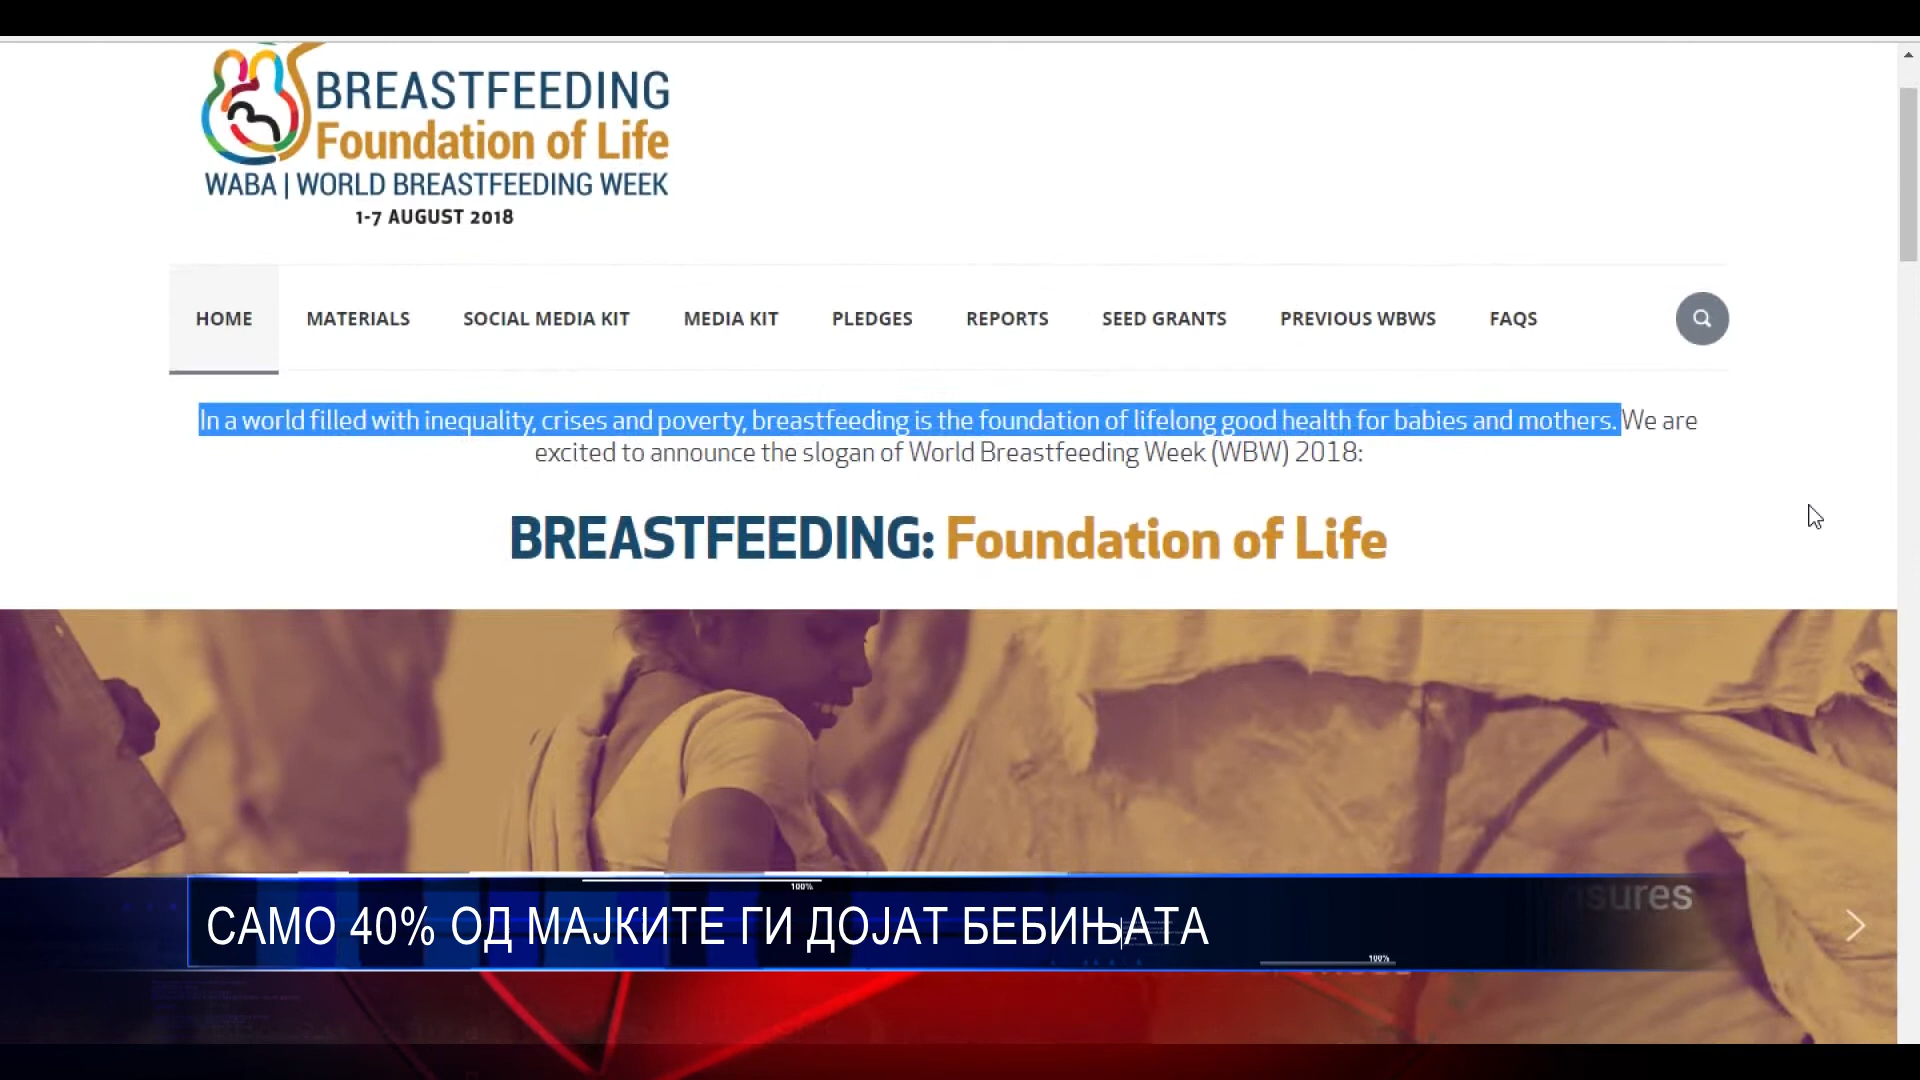 BREASTFEEDING
Foundation of Life
WABA | WORLD BREASTFEEDING WEEK
1-7 AUGUST 2018
HOME MATERIALS SOCIAL MEDIA KIT MEDIA KIT PLEDGES REPORTS SEED GRANTS PREVIOUS WBWS FAQS
In a world filled with inequality, crises and poverty, breastfeeding is the foundation of lifelong good health for babies and mothers. We are
excited to announce the slogan of World Breastfeeding Week (WBW) 2018:
BREASTFEEDING: Foundation of Life
100%
САМО 40% ОД МАЈКИТЕ ГИ ДОЈАТ БЕБИЊАТА
100%